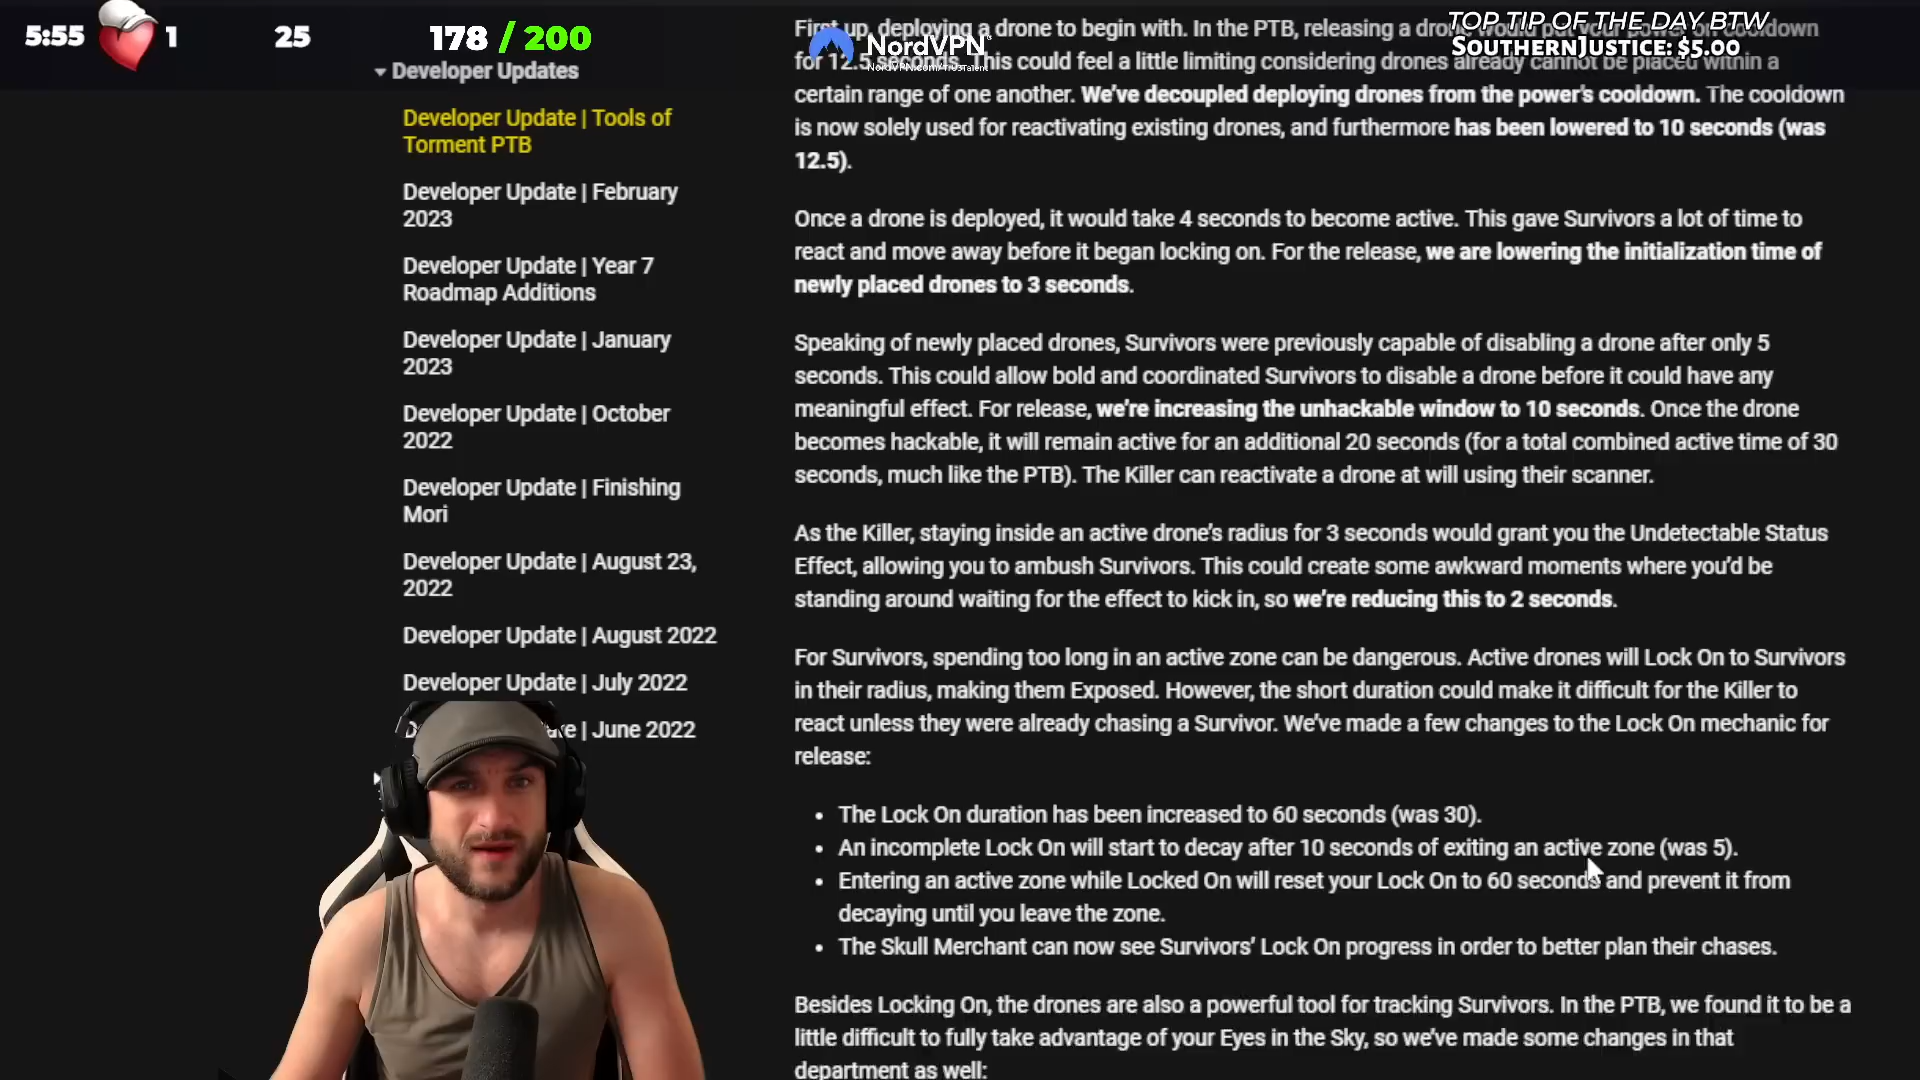 5:55
1
25
178 / 200
NordVPN
NordVPN.com/TrUsTalent
TOP TIP OF THE DAY BTW
SOUTHERNJUSTICE: $5.00
Developer Updates
Developer Update | Tools of
Torment PTB
Developer Update | February
2023
Developer Update | Year 7
Roadmap Additions
Developer Update | January
2023
Developer Update | October
2022
Developer Update | Finishing
Mori
Developer Update | August 23,
2022
Developer Update | August 2022
Developer Update | July 2022
| June 2022
First up, deploying a drone to begin with. In the PTB, releasing a drone would put your power on cooldown
for 12.5 seconds. This could feel a little limiting considering drones already cannot be placed within a
certain range of one another. We've decoupled deploying drones from the power's cooldown. The cooldown
is now solely used for reactivating existing drones, and furthermore has been lowered to 10 seconds (was
12.5).
Once a drone is deployed, it would take 4 seconds to become active. This gave Survivors a lot of time to
react and move away before it began locking on. For the release, we are lowering the initialization time of
newly placed drones to 3 seconds.
Speaking of newly placed drones, Survivors were previously capable of disabling a drone after only 5
seconds. This could allow bold and coordinated Survivors to disable a drone before it could have any
meaningful effect. For release, we're increasing the unhackable window to 10 seconds. Once the drone
becomes hackable, it will remain active for an additional 20 seconds (for a total combined active time of 30
seconds, much like the PTB). The Killer can reactivate a drone at will using their scanner.
As the Killer, staying inside an active drone's radius for 3 seconds would grant you the Undetectable Status
Effect, allowing you to ambush Survivors. This could create some awkward moments where you'd be
standing around waiting for the effect to kick in, so we're reducing this to 2 seconds.
For Survivors, spending too long in an active zone can be dangerous. Active drones will Lock On to Survivors
in their radius, making them Exposed. However, the short duration could make it difficult for the Killer to
react unless they were already chasing a Survivor. We've made a few changes to the Lock On mechanic for
release:
• The Lock On duration has been increased to 60 seconds (was 30).
• An incomplete Lock On will start to decay after 10 seconds of exiting an active zone (was 5).
• Entering an active zone while Locked On will reset your Lock On to 60 seconds and prevent it from
decaying until you leave the zone.
• The Skull Merchant can now see Survivors' Lock On progress in order to better plan their chases.
Besides Locking On, the drones are also a powerful tool for tracking Survivors. In the PTB, we found it to be a
little difficult to fully take advantage of your Eyes in the Sky, so we've made some changes in that
department as well: